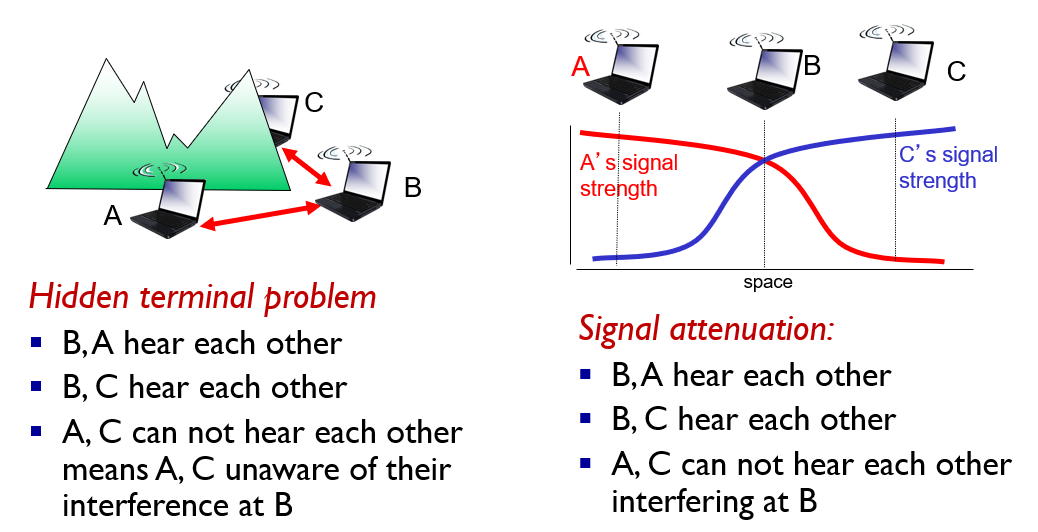 C
B
A
Hidden terminal problem
B, A hear each other
B, C hear each other
A, C can not hear each other
means A, C unaware of their
interference at B
A
B
C
A's signal
strength
C's signal
strength
space
Signal attenuation:
B, A hear each other
B, C hear each other
A, C can not hear each other
interfering at B